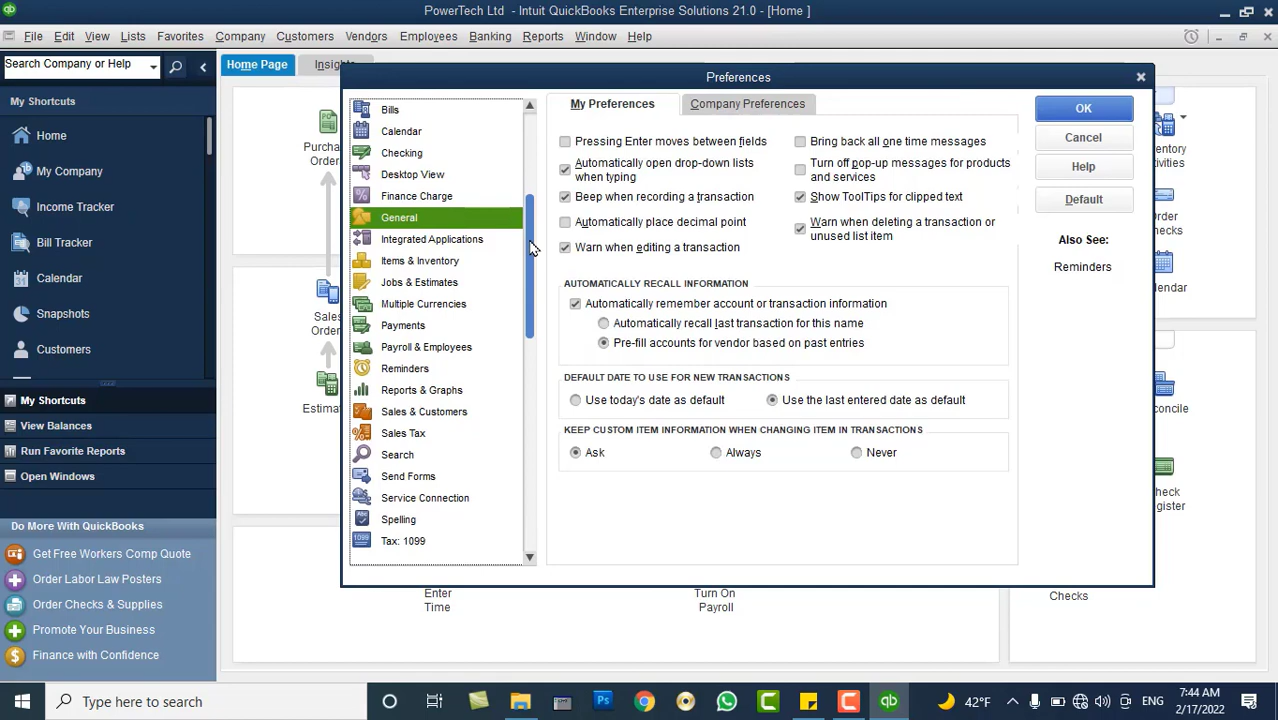 PowerTech Ltd - Intuit QuickBooks Enterprise Solutions 21.0 - [Home ]
File Edit View Lists Favorites Company Customers Vendors Employees Banking Reports Window Help
Search Company or Help
My Shortcuts
Home
My Company
Income Tracker
Bill Tracker
Calendar
Snapshots
Customers
My Shortcuts
View Balances
Run Favorite Reports
Open Windows
Do More With QuickBooks
Get Free Workers Comp Quote
Order Labor Law Posters
Order Checks & Supplies
Promote Your Business
Finance with Confidence
Home Page
Insigh
Purcha
Order
Sales
Order
Estimat
Enter
Time
Turn On
Payroll
Checks
entory
vities
rder
ecks
lendar
oncile
heck
gister
Preferences
Bills
Calendar
Checking
Desktop View
Finance Charge
General
Integrated Applications
Items & Inventory
Jobs & Estimates
Multiple Currencies
Payments
Payroll & Employees
Reminders
Reports & Graphs
Sales & Customers
Sales Tax
Search
Send Forms
Service Connection
Spelling
1099 Tax: 1099
My Preferences
Company Preferences
Pressing Enter moves between fields
Automatically open drop-down lists
when typing
Beep when recording a transaction
Automatically place decimal point
Warn when editing a transaction
Bring back all one time messages
Turn off pop-up messages for products
and services
Show ToolTips for clipped text
Warn when deleting a transaction or
unused list item
AUTOMATICALLY RECALL INFORMATION
Automatically remember account or transaction information
Automatically recall last transaction for this name
Pre-fill accounts for vendor based on past entries
DEFAULT DATE TO USE FOR NEW TRANSACTIONS
Use today's date as default
Use the last entered date as default
KEEP CUSTOM ITEM INFORMATION WHEN CHANGING ITEM IN TRANSACTIONS
Ask
Always
Never
OK
Cancel
Help
Default
Also See:
Reminders
Type here to search
42°F
ENG
7:44 AM
2/17/2022